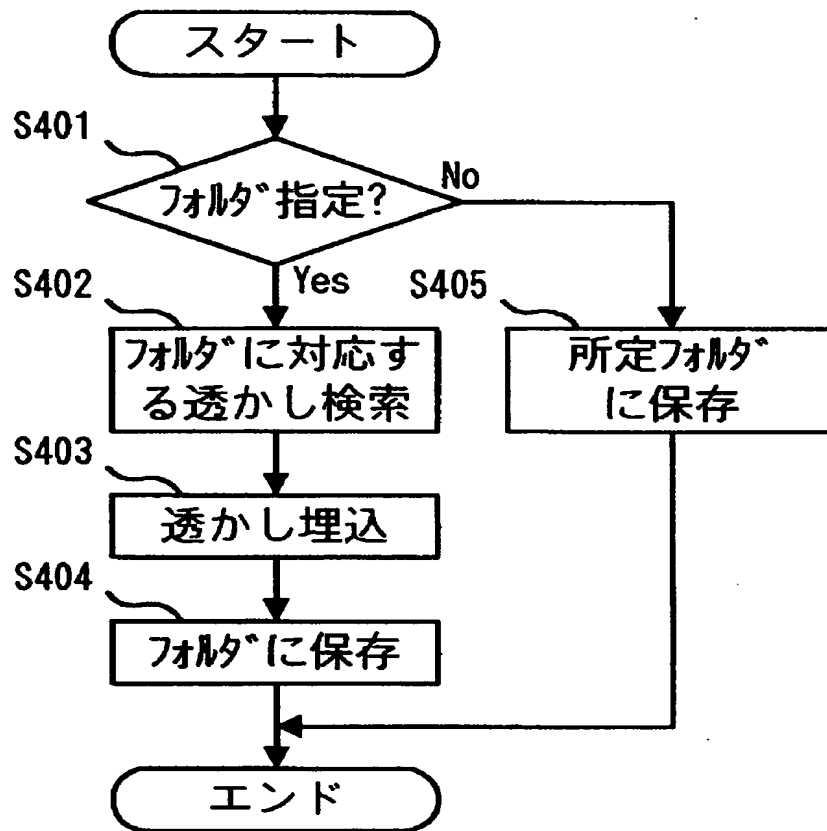 スタート
S401
フォルダ指定?
No
Yes
S402
フォルダに対応す
る透かし検索
S405
所定フォルダ
に保存
S403
透かし埋込
S404
フォルダに保存
エンド